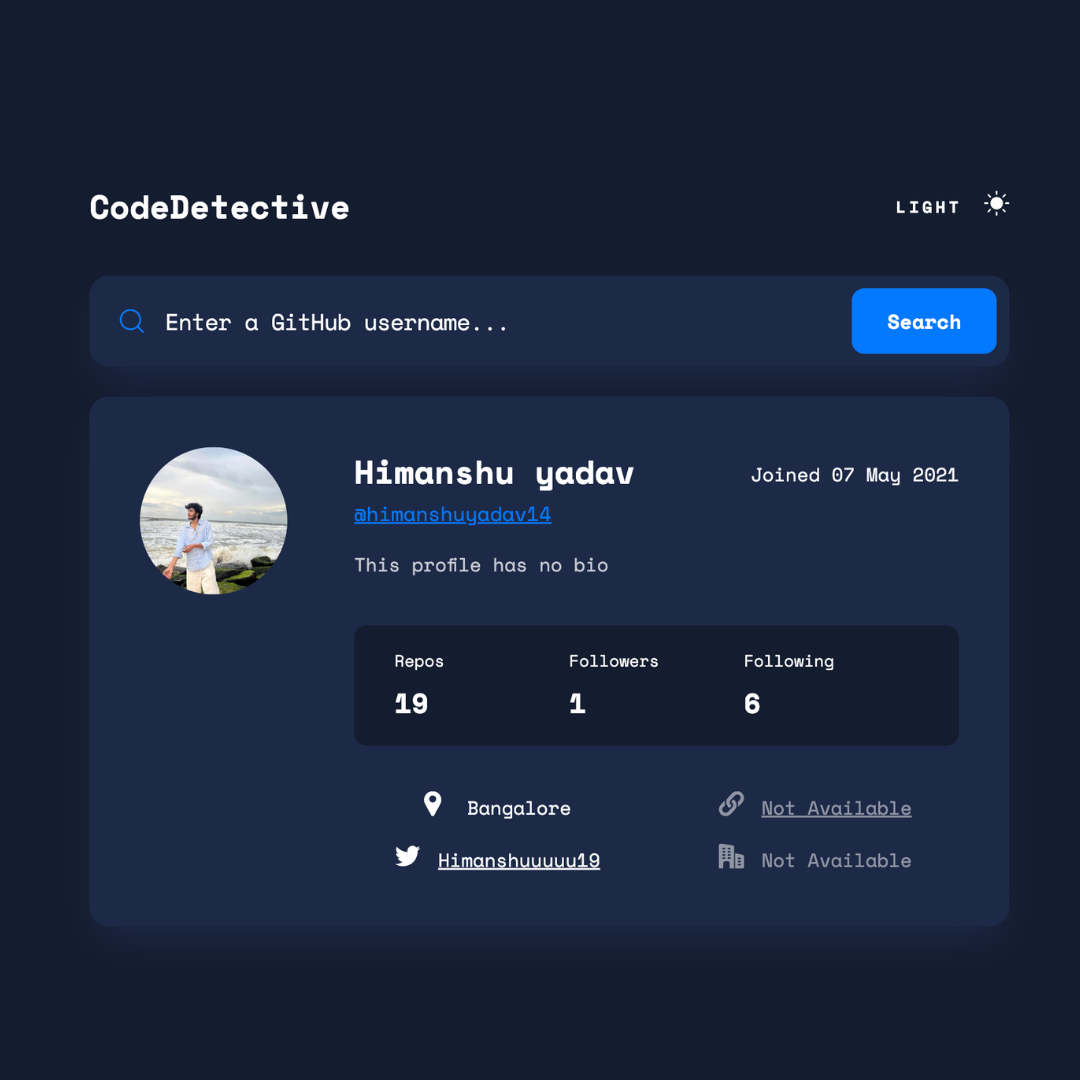 CodeDetective
LIGHT
Enter a GitHub username...
Search
Himanshu yadav
Joined 07 May 2021
@himanshuyadav14
This profile has no bio
Repos Followers Following
19 1 6
Bangalore Not Available
Himanshuuuuu19 Not Available